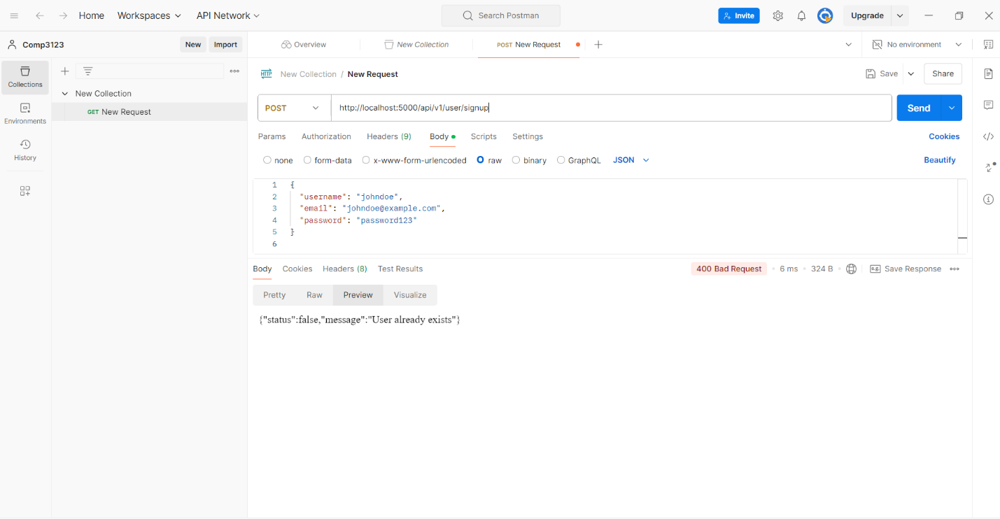 Home Workspaces API Network Search Postman Invite Upgrade
Comp3123 New Import Overview New Collection POST New Request No environment
Collections
New Collection / New Request Save Share
New Collection
GET New Request
POST http://localhost:5000/api/v1/user/signup Send
Environments
Params Authorization Headers (9) Body Scripts Settings Cookies
History
none form-data x-www-form-urlencoded raw binary GraphQL JSON Beautify
1 {
2 "username": "johndoe",
3 "email": "johndoe@example.com",
4 "password": "password123"
5 }
6
Body Cookies Headers (8) Test Results 400 Bad Request 6 ms 324 B e.g. Save Response
Pretty Raw Preview Visualize
{"status":false,"message":"User already exists"}